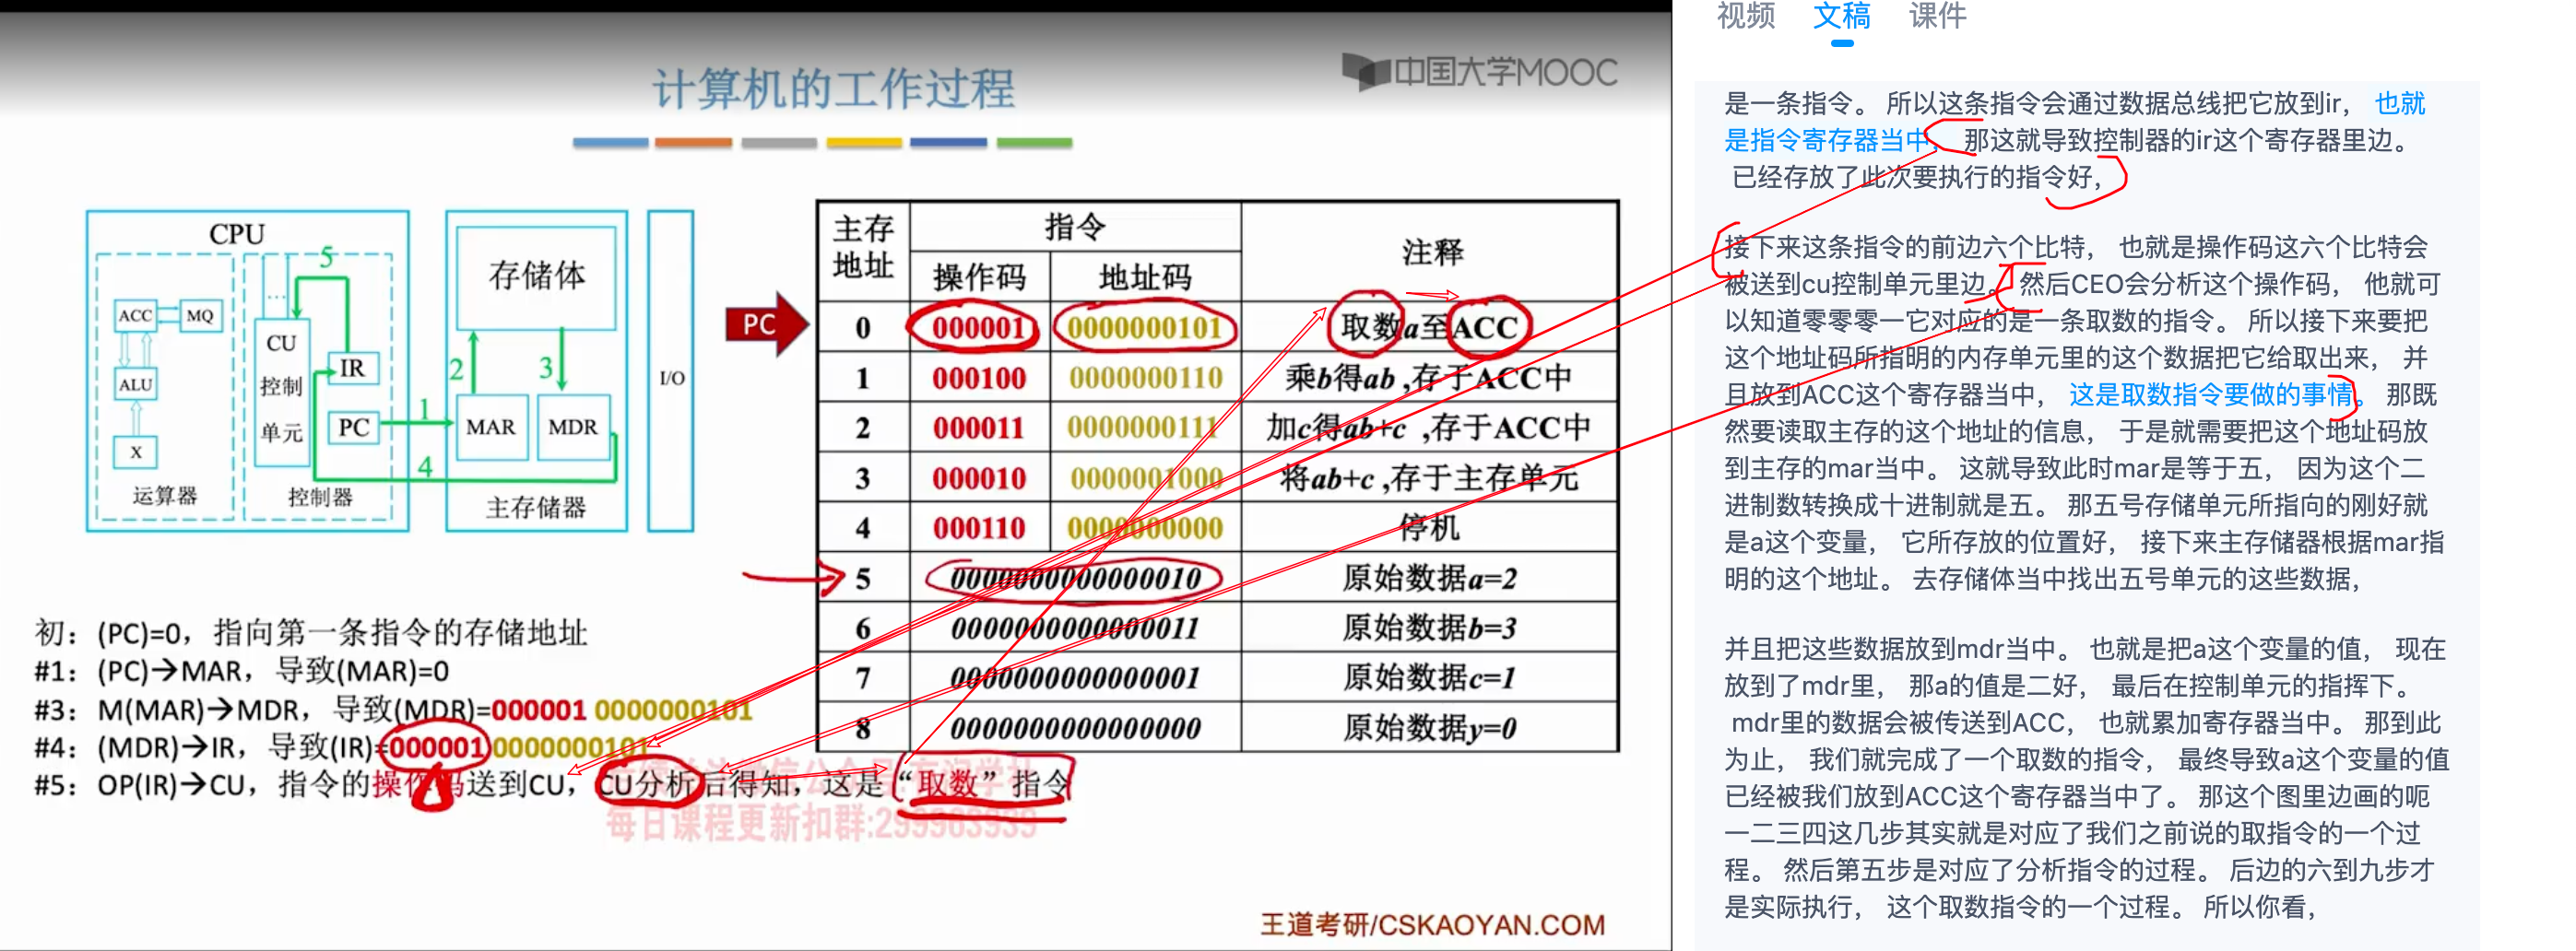 计算机的工作过程
中国大学MOOC
CPU
ACC
MQ
ALU
X
运算器
5
...
CU
控制
单元
IR
PC
控制器
1
4
存储体
2
3
MAR
MDR
主存储器
I/O
PC
主存地址 指令 注释
操作码 地址码
0 000001 0000000101 取数a至ACC
1 000100 0000000110 乘b得ab ,存于ACC中
2 000011 0000000111 加c得ab+c ,存于ACC中
3 000010 0000001000 将ab+c ,存于主存单元
4 000110 0000000000 停机
5 0000000000000010 原始数据a=2
6 0000000000000011 原始数据b=3
7 0000000000000001 原始数据c=1
8 0000000000000000 原始数据y=0
初：(PC)=0，指向第一条指令的存储地址
#1：(PC)→MAR，导致(MAR)=0
#3：M(MAR)→MDR，导致(MDR)=000001 0000000101
#4：(MDR)→IR，导致(IR)=000001 0000000101
#5：OP(IR)→CU，指令的操作码送到CU，CU分析后得知，这是“取数”指令
王道考研/CSKAOYAN.COM
视频 文稿 课件
是一条指令。 所以这条指令会通过数据总线把它放到ir， 也就
是指令寄存器当中， 那这就导致控制器的ir这个寄存器里边。
已经存放了此次要执行的指令好，
接下来这条指令的前边六个比特， 也就是操作码这六个比特会
被送到cu控制单元里边。 然后CEO会分析这个操作码， 他就可
以知道零零零一它对应的是一条取数的指令。 所以接下来要把
这个地址码所指明的内存单元里的这个数据把它给取出来， 并
且放到ACC这个寄存器当中， 这是取数指令要做的事情。 那既
然要读取主存的这个地址的信息， 于是就需要把这个地址码放
到主存的mar当中。 这就导致此时mar是等于五， 因为这个二
进制数转换成十进制就是五。 那五号存储单元所指向的刚好就
是a这个变量， 它所存放的位置好， 接下来主存储器根据mar指
明的这个地址。 去存储体当中找出五号单元的这些数据，
并且把这些数据放到mdr当中。 也就是把a这个变量的值， 现在
放到了mdr里， 那a的值是二好， 最后在控制单元的指挥下。
mdr里的数据会被传送到ACC， 也就累加寄存器当中。 那到此
为止， 我们就完成了一个取数的指令， 最终导致a这个变量的值
已经被我们放到ACC这个寄存器当中了。 那这个图里边画的呃
一二三四这几步其实就是对应了我们之前说的取指令的一个过
程。 然后第五步是对应了分析指令的过程。 后边的六到九步才
是实际执行， 这个取数指令的一个过程。 所以你看，